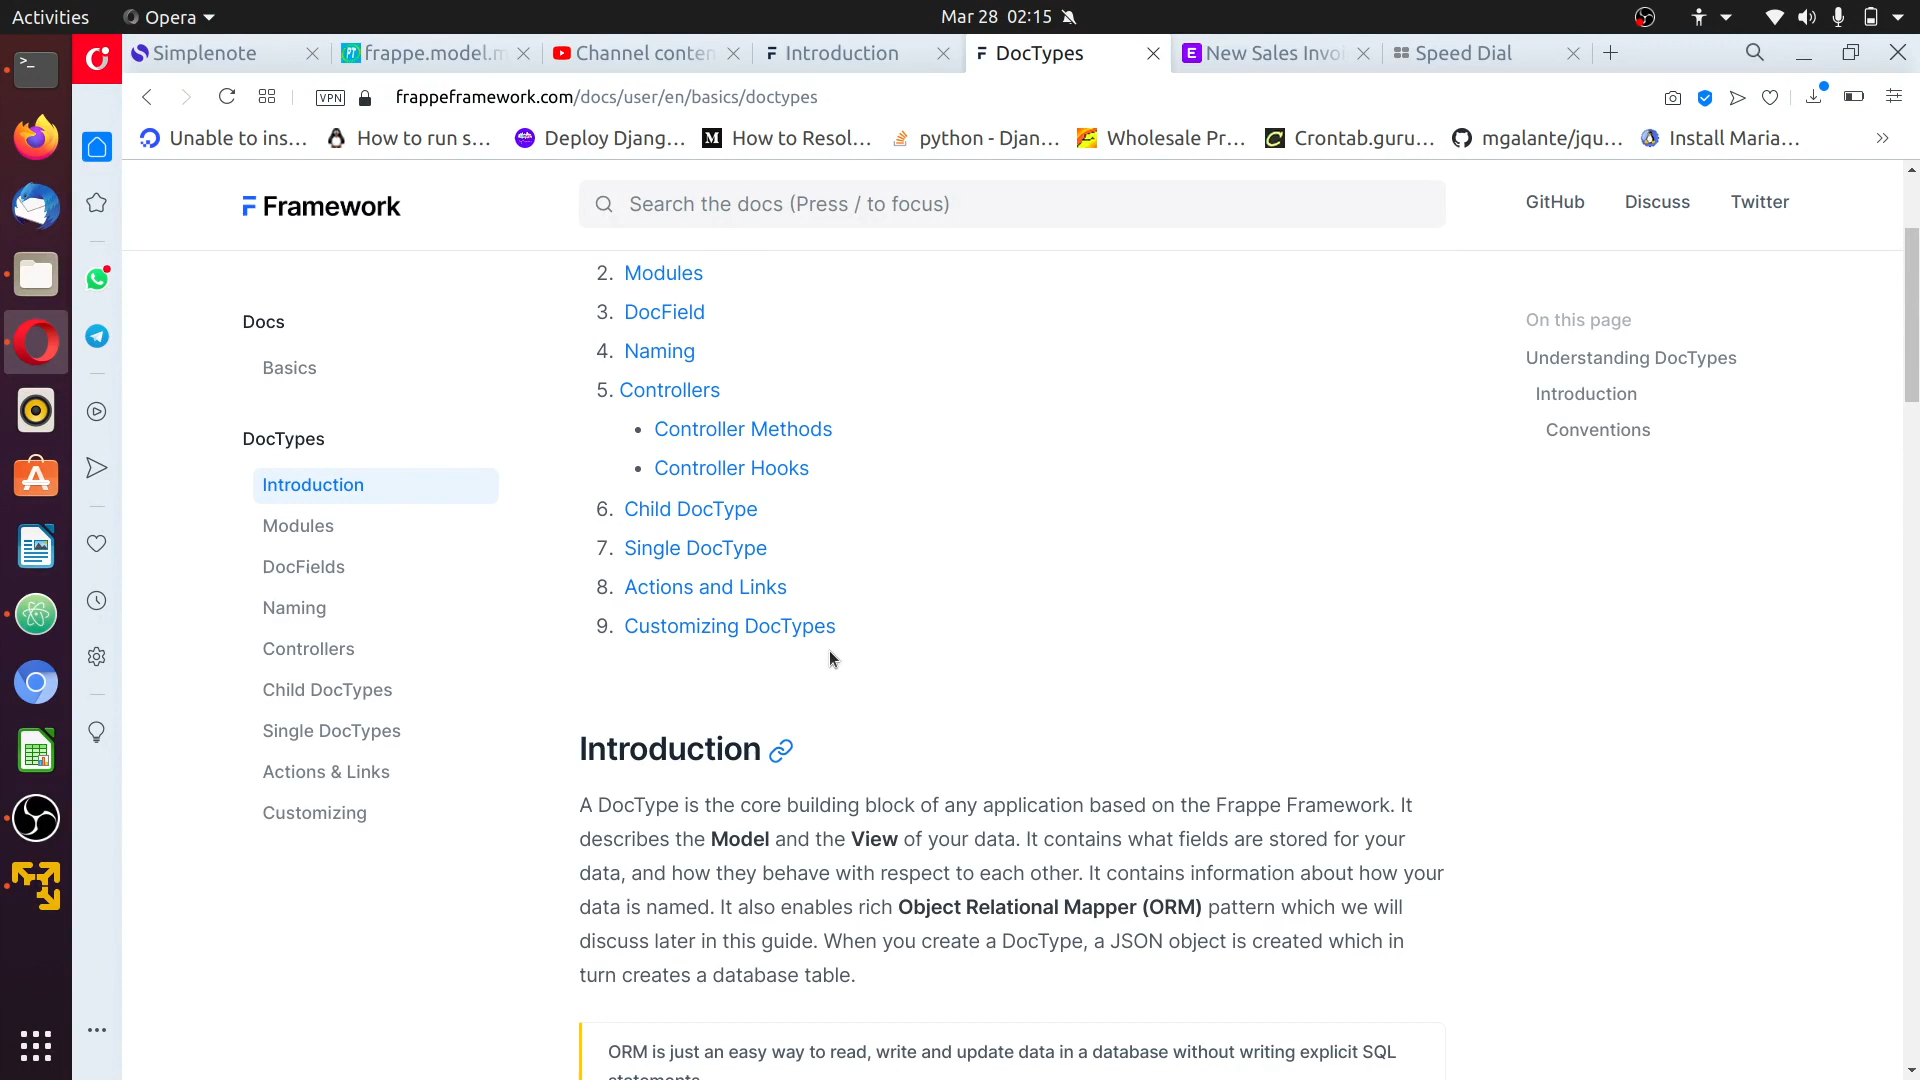 Activities
Opera
Mar 28 02:15
Simplenote
frappe.model.m
Channel conten
Introduction
DocTypes
New Sales Invoi
Speed Dial
VPN
frappeframework.com/docs/user/en/basics/doctypes
Unable to ins...
How to run s...
Deploy Djang...
How to Resol...
python - Djan...
Wholesale Pr...
Crontab.guru...
mgalante/jqu...
Install Maria...
Framework
Search the docs (Press / to focus)
GitHub
Discuss
Twitter
Docs
Basics
DocTypes
Introduction
Modules
DocFields
Naming
Controllers
Child DocTypes
Single DocTypes
Actions & Links
Customizing
2. Modules
3. DocField
4. Naming
5. Controllers
• Controller Methods
• Controller Hooks
6. Child DocType
7. Single DocType
8. Actions and Links
9. Customizing DocTypes
Introduction
A DocType is the core building block of any application based on the Frappe Framework. It
describes the Model and the View of your data. It contains what fields are stored for your
data, and how they behave with respect to each other. It contains information about how your
data is named. It also enables rich Object Relational Mapper (ORM) pattern which we will
discuss later in this guide. When you create a DocType, a JSON object is created which in
turn creates a database table.
ORM is just an easy way to read, write and update data in a database without writing explicit SQL
On this page
Understanding DocTypes
Introduction
Conventions